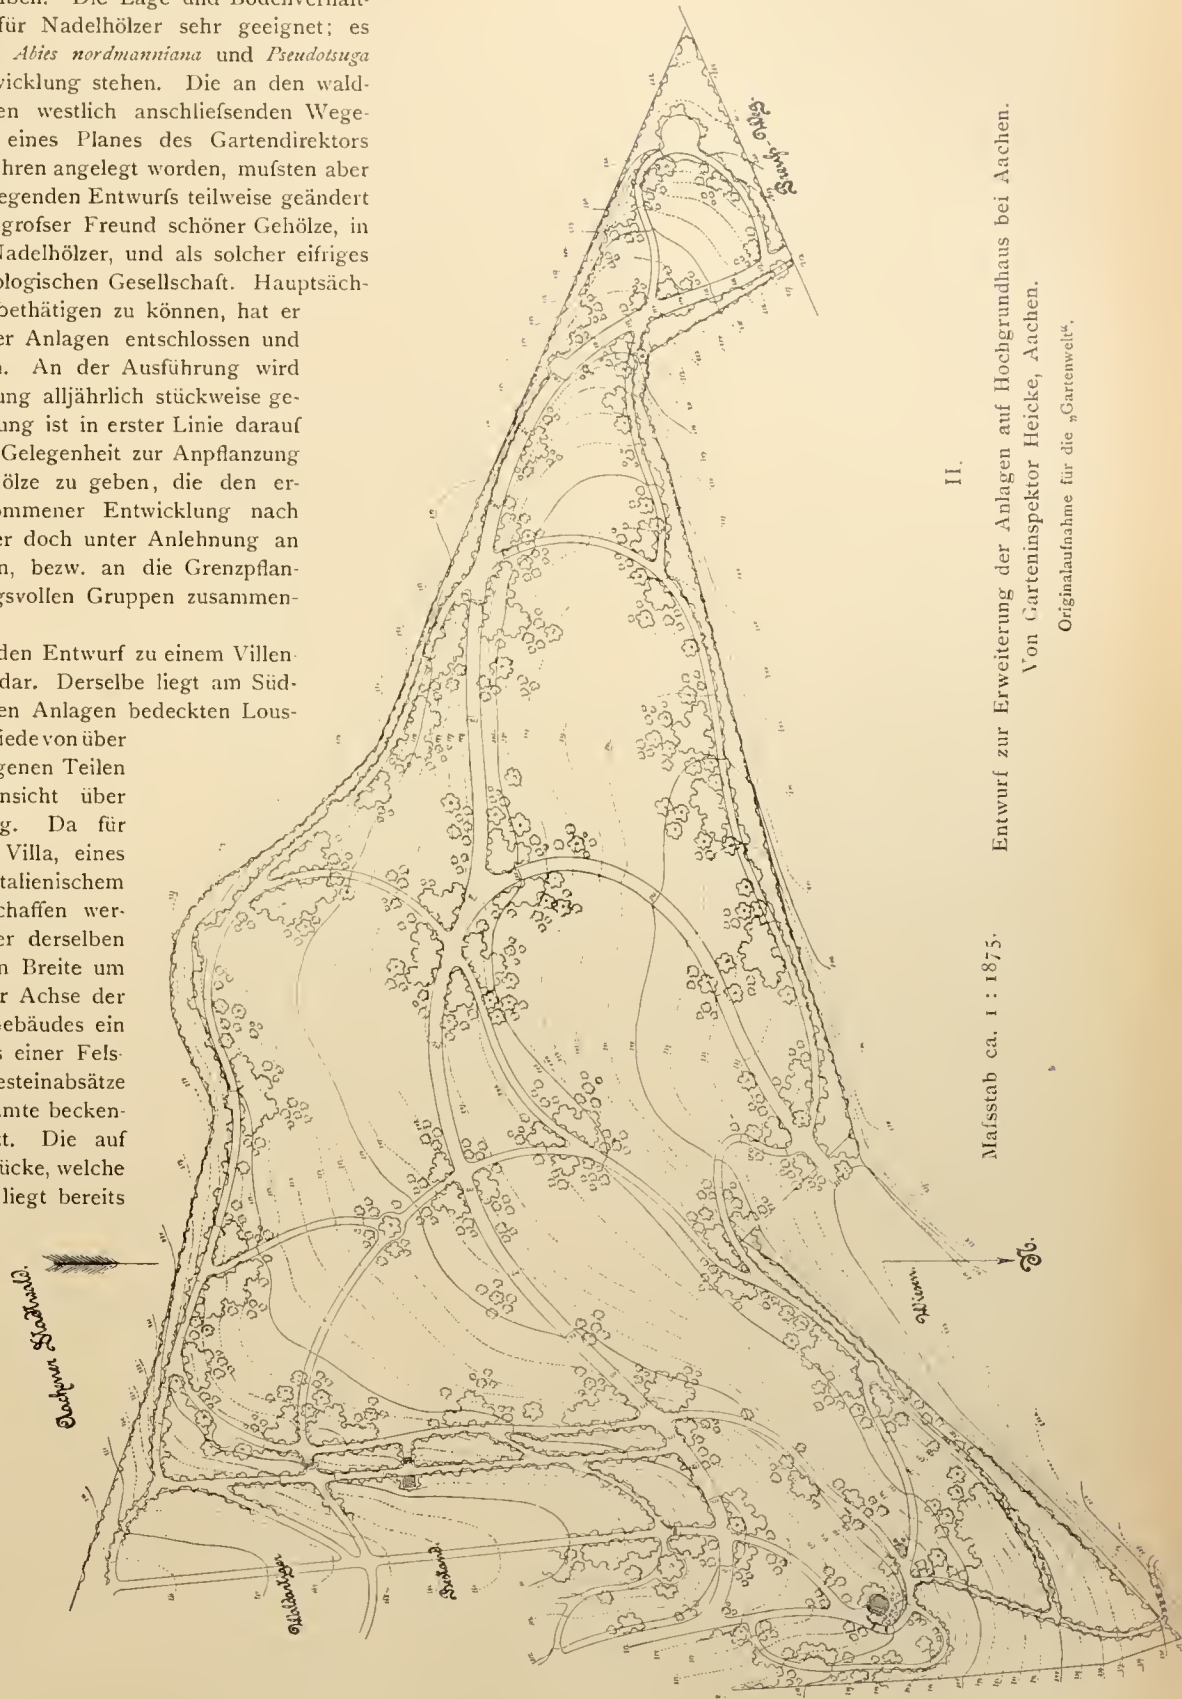 für Nadelhölzer sehr geeignet; es
Abies nordmanniana und Pseudotsuga
wicklung stehen. Die an den wald-
en westlich anschliefsenden Wege-
eines Planes des Gartendirektors
hren angelegt worden, mufsten aber
egenden Entwurfs teilweise geändert
grofser Freund schöner Gehölze, in
Nadelhölzer, und als solcher eifriges
ologischen Gesellschaft. Hauptsäch-
bethätigen zu können, hat er
er Anlagen entschlossen und
n. An der Ausführung wird
ung alljährlich stückweise ge-
ung ist in erster Linie darauf
Gelegenheit zur Anpflanzung
ölze zu geben, die den er-
ommener Entwicklung nach
er doch unter Anlehnung an
n, bezw. an die Grenzpflan-
gsvollen Gruppen zusammen-
den Entwurf zu einem Villen-
dar. Derselbe liegt am Süd-
en Anlagen bedeckten Lous-
iede von über
genen Teilen
nsicht über
g. Da für
Villa, eines
italienischem
chaffen wer-
er derselben
n Breite um
r Achse der
Gebäudes ein
s einer Fels-
esteinabsätze
mte becken-
tt. Die auf
ücke, welche
liegt bereits
Aachener Stadtwald.
Waldartiger
Bestand.
Wiesen.
N.
Grenz-Weg.
II.
Mafsstab ca. 1 : 1875. Entwurf zur Erweiterung der Anlagen auf Hochgrundhaus bei Aachen.
Von Garteninspektor Heicke, Aachen.
Originalaufnahme für die „Gartenwelt“.